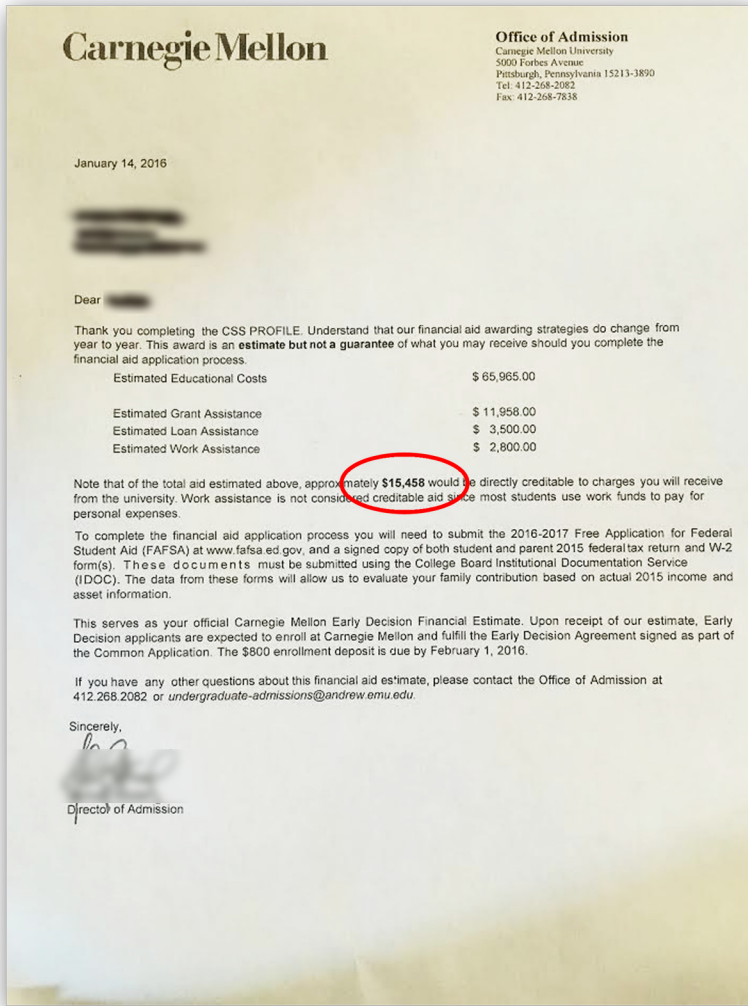 Carnegie Mellon
Office of Admission
Carnegie Mellon University
5000 Forbes Avenue
Pittsburgh, Pennsylvania 15213-3890
Tel: 412-268-2082
Fax: 412-268-7838
January 14, 2016
Dear
Thank you completing the CSS PROFILE. Understand that our financial aid awarding strategies do change from
year to year. This award is an estimate but not a guarantee of what you may receive should you complete the
financial aid application process.
Estimated Educational Costs $ 65,965.00
Estimated Grant Assistance $ 11,958.00
Estimated Loan Assistance $ 3,500.00
Estimated Work Assistance $ 2,800.00
Note that of the total aid estimated above, approximately $15,458 would be directly creditable to charges you will receive
from the university. Work assistance is not considered creditable aid since most students use work funds to pay for
personal expenses.
To complete the financial aid application process you will need to submit the 2016-2017 Free Application for Federal
Student Aid (FAFSA) at www.fafsa.ed.gov, and a signed copy of both student and parent 2015 federal tax return and W-2
form(s). These documents must be submitted using the College Board Institutional Documentation Service
(IDOC). The data from these forms will allow us to evaluate your family contribution based on actual 2015 income and
asset information.
This serves as your official Carnegie Mellon Early Decision Financial Estimate. Upon receipt of our estimate, Early
Decision applicants are expected to enroll at Carnegie Mellon and fulfill the Early Decision Agreement signed as part of
the Common Application. The $800 enrollment deposit is due by February 1, 2016.
If you have any other questions about this financial aid estimate, please contact the Office of Admission at
412.268.2082 or undergraduate-admissions@andrew.emu.edu.
Sincerely,
Director of Admission